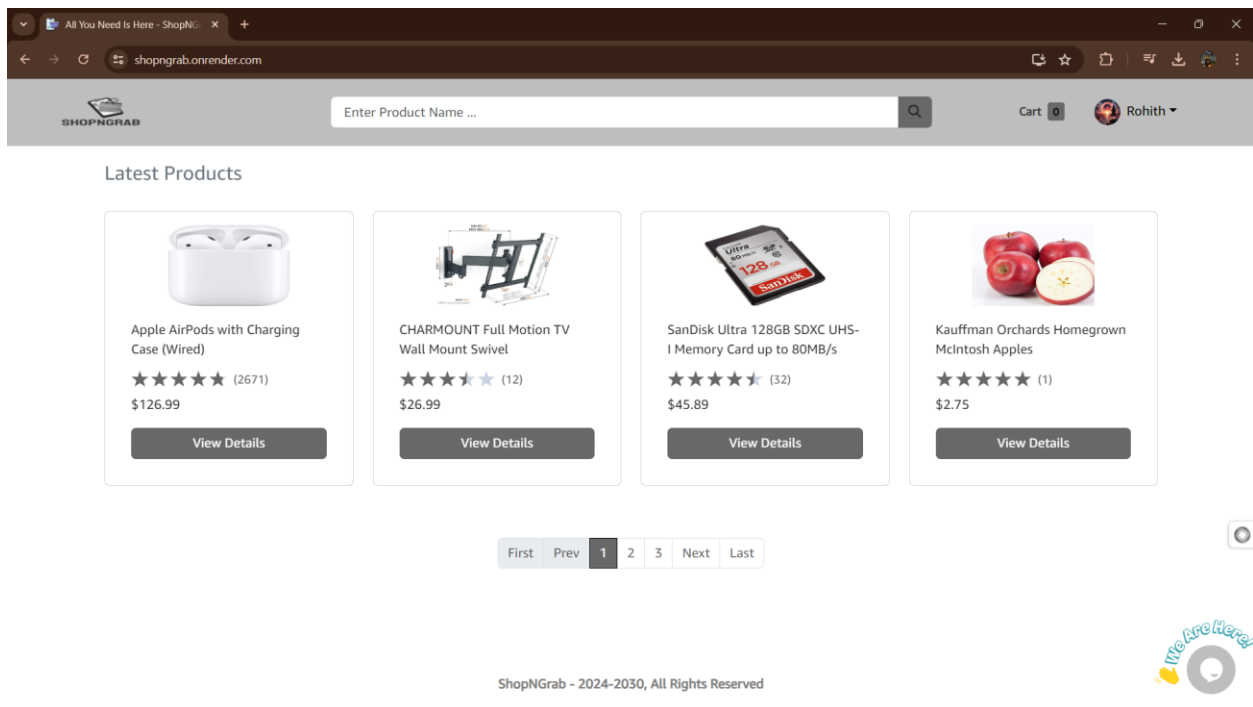 All You Need Is Here - ShopNG
shopngrab.onrender.com
SHOPNGRAB
Enter Product Name ...
Cart 0
Rohith
Latest Products
Apple AirPods with Charging
Case (Wired)
(2671)
$126.99
View Details
CHARMOUNT Full Motion TV
Wall Mount Swivel
(12)
$26.99
View Details
Ultra
128 GB
SanDisk
SanDisk Ultra 128GB SDXC UHS-
I Memory Card up to 80MB/s
(32)
$45.89
View Details
Kauffman Orchards Homegrown
McIntosh Apples
(1)
$2.75
View Details
First Prev 1 2 3 Next Last
We Are Here!
ShopNGrab - 2024-2030, All Rights Reserved